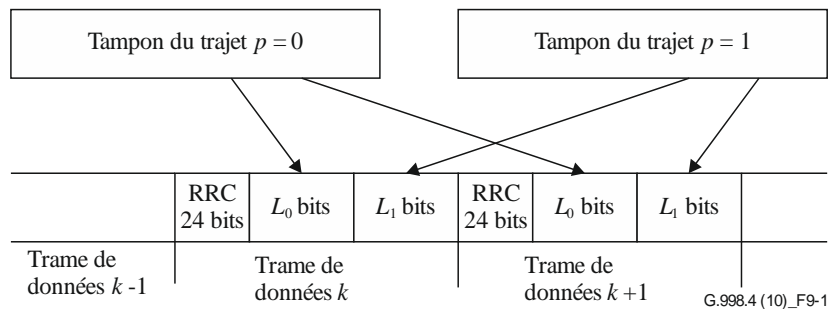 Tampon du trajet p = 0
Tampon du trajet p = 1
RRC
24 bits
L0 bits
L1 bits
RRC
24 bits
L0 bits
L1 bits
Trame de
données k -1
Trame de
données k
Trame de
données k +1
G.998.4 (10)_F9-1